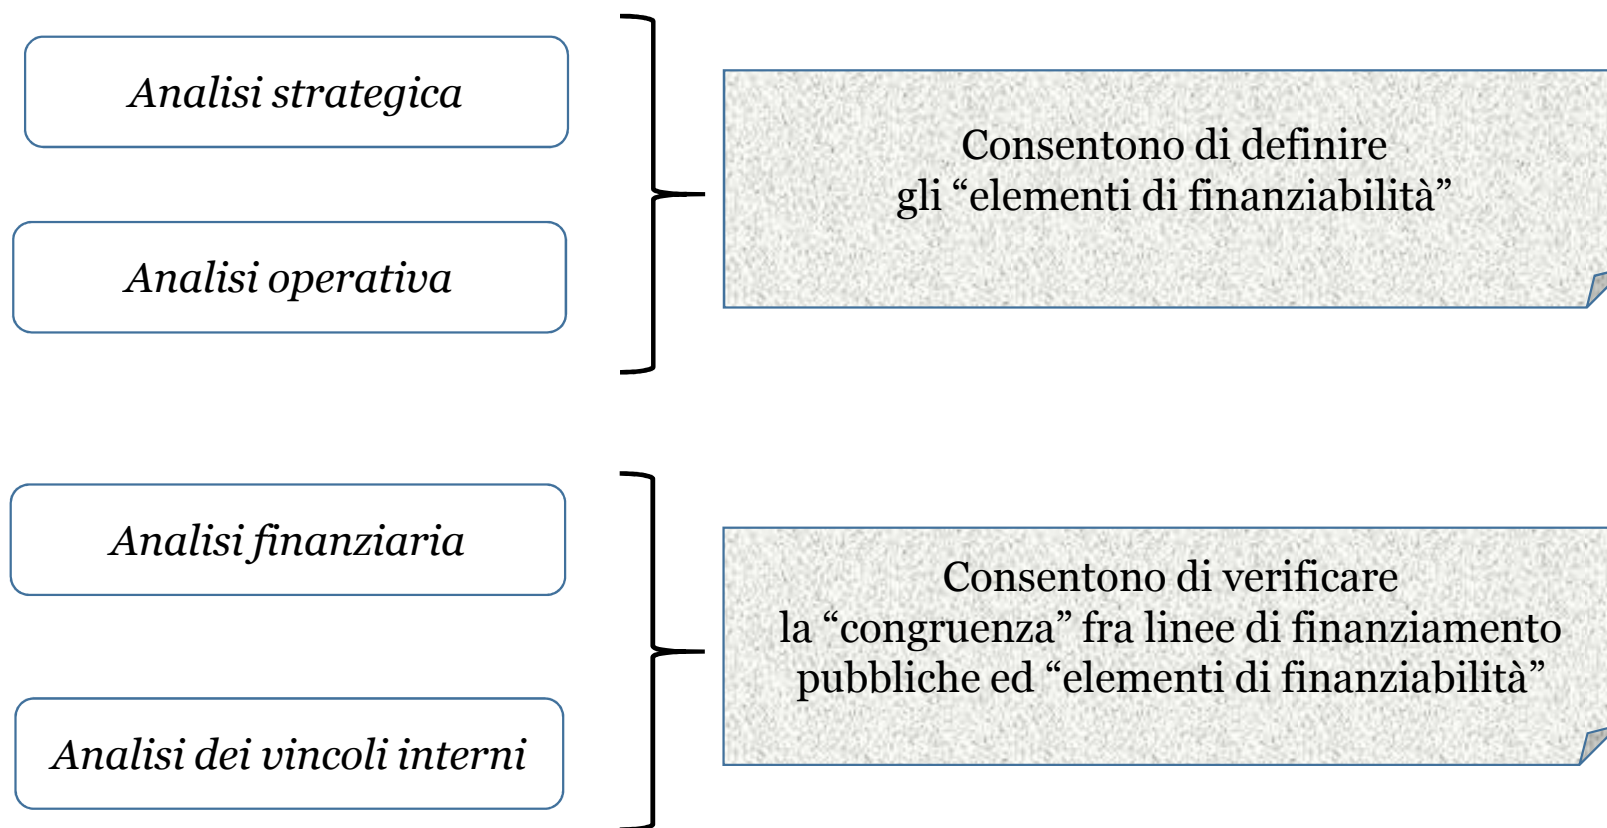 Analisi strategica
Analisi operativa
Consentono di definire
gli “elementi di finanziabilità”
Analisi finanziaria
Analisi dei vincoli interni
Consentono di verificare
la “congruenza” fra linee di finanziamento
pubbliche ed “elementi di finanziabilità”